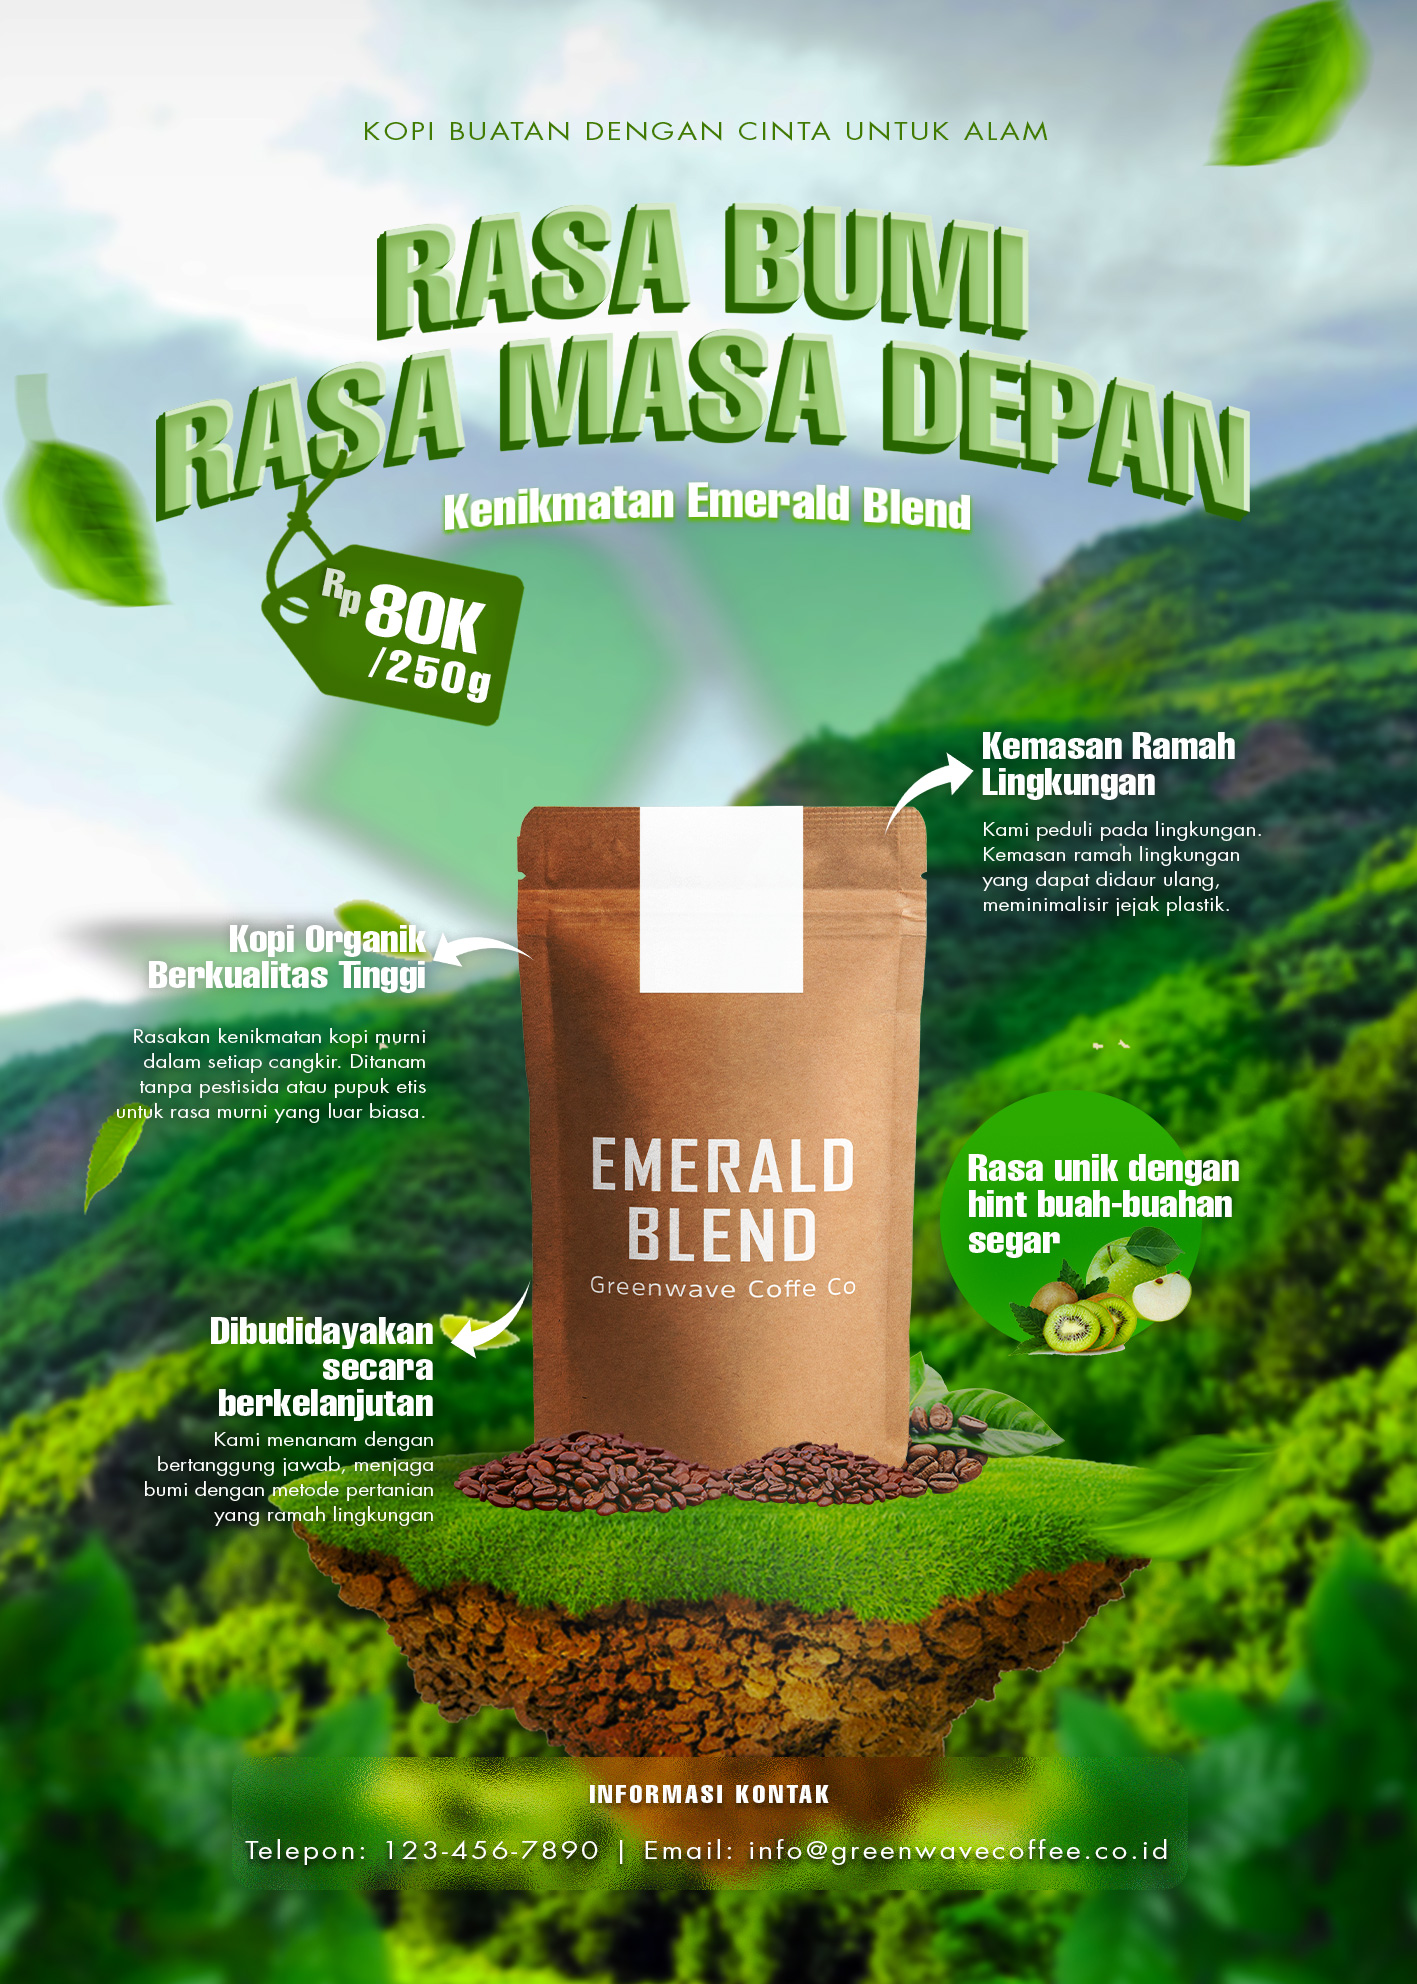 KOPI BUATAN DENGAN CINTA UNTUK ALAM
RASA BUMI
RASA MASA DEPAN
Kenikmatan Emerald Blend
Rp 80K
/250g
Kemasan Ramah
Lingkungan
Kami peduli pada lingkungan.
Kemasan ramah lingkungan
yang dapat didaur ulang,
meminimalisir jejak plastik.
Kopi Organik
Berkualitas Tinggi
Rasakan kenikmatan kopi murni
dalam setiap cangkir. Ditanam
tanpa pestisida atau pupuk etis
untuk rasa murni yang luar biasa.
EMERALD
BLEND
Greenwave Coffe Co
Rasa unik dengan
hint buah-buahan
segar
Dibudidayakan
secara
berkelanjutan
Kami menanam dengan
bertanggung jawab, menjaga
bumi dengan metode pertanian
yang ramah lingkungan
INFORMASI KONTAK
Telepon: 123-456-7890 | Email: info@greenwavecoffee.co.id